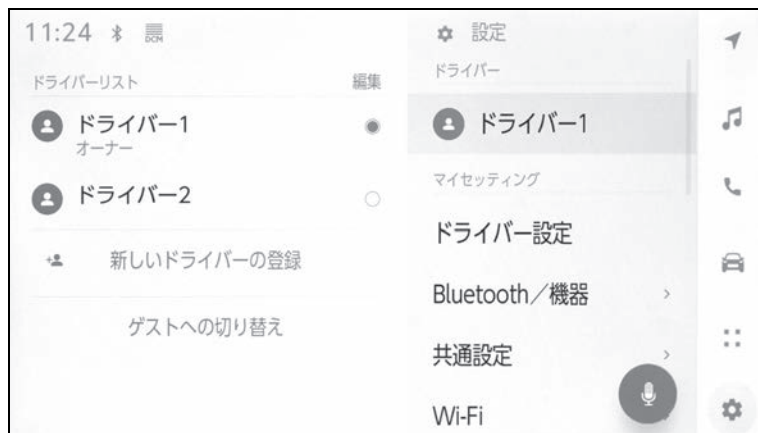 11:24
DCM
ドライバーリスト 編集
ドライバー1
オーナー
ドライバー2
新しいドライバーの登録
ゲストへの切り替え
設定
ドライバー
ドライバー1
マイセッティング
ドライバー設定
Bluetooth／機器
共通設定
Wi-Fi